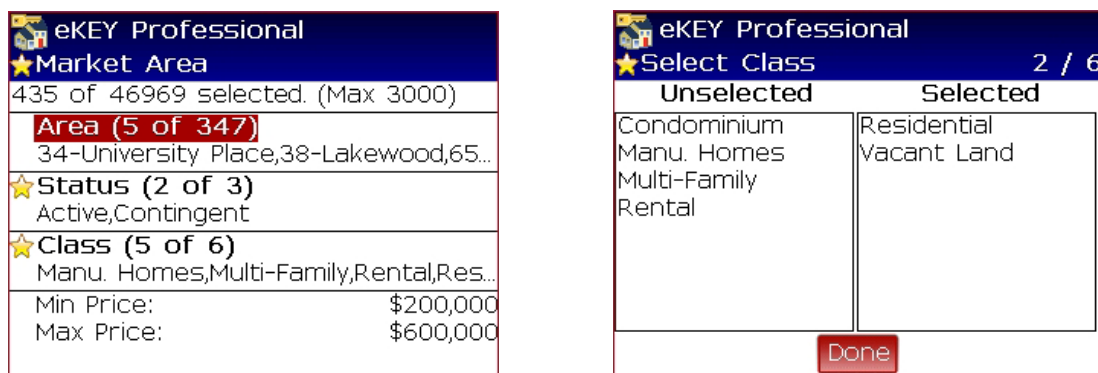 eKEY Professional
Market Area
435 of 46969 selected. (Max 3000)
Area (5 of 347)
34-University Place,38-Lakewood,65...
Status (2 of 3)
Active,Contingent
Class (5 of 6)
Manu. Homes,Multi-Family,Rental,Res...
Min Price: $200,000
Max Price: $600,000
eKEY Professional
Select Class 2 / 6
Unselected Selected
Condominium Residential
Manu. Homes Vacant Land
Multi-Family
Rental
Done